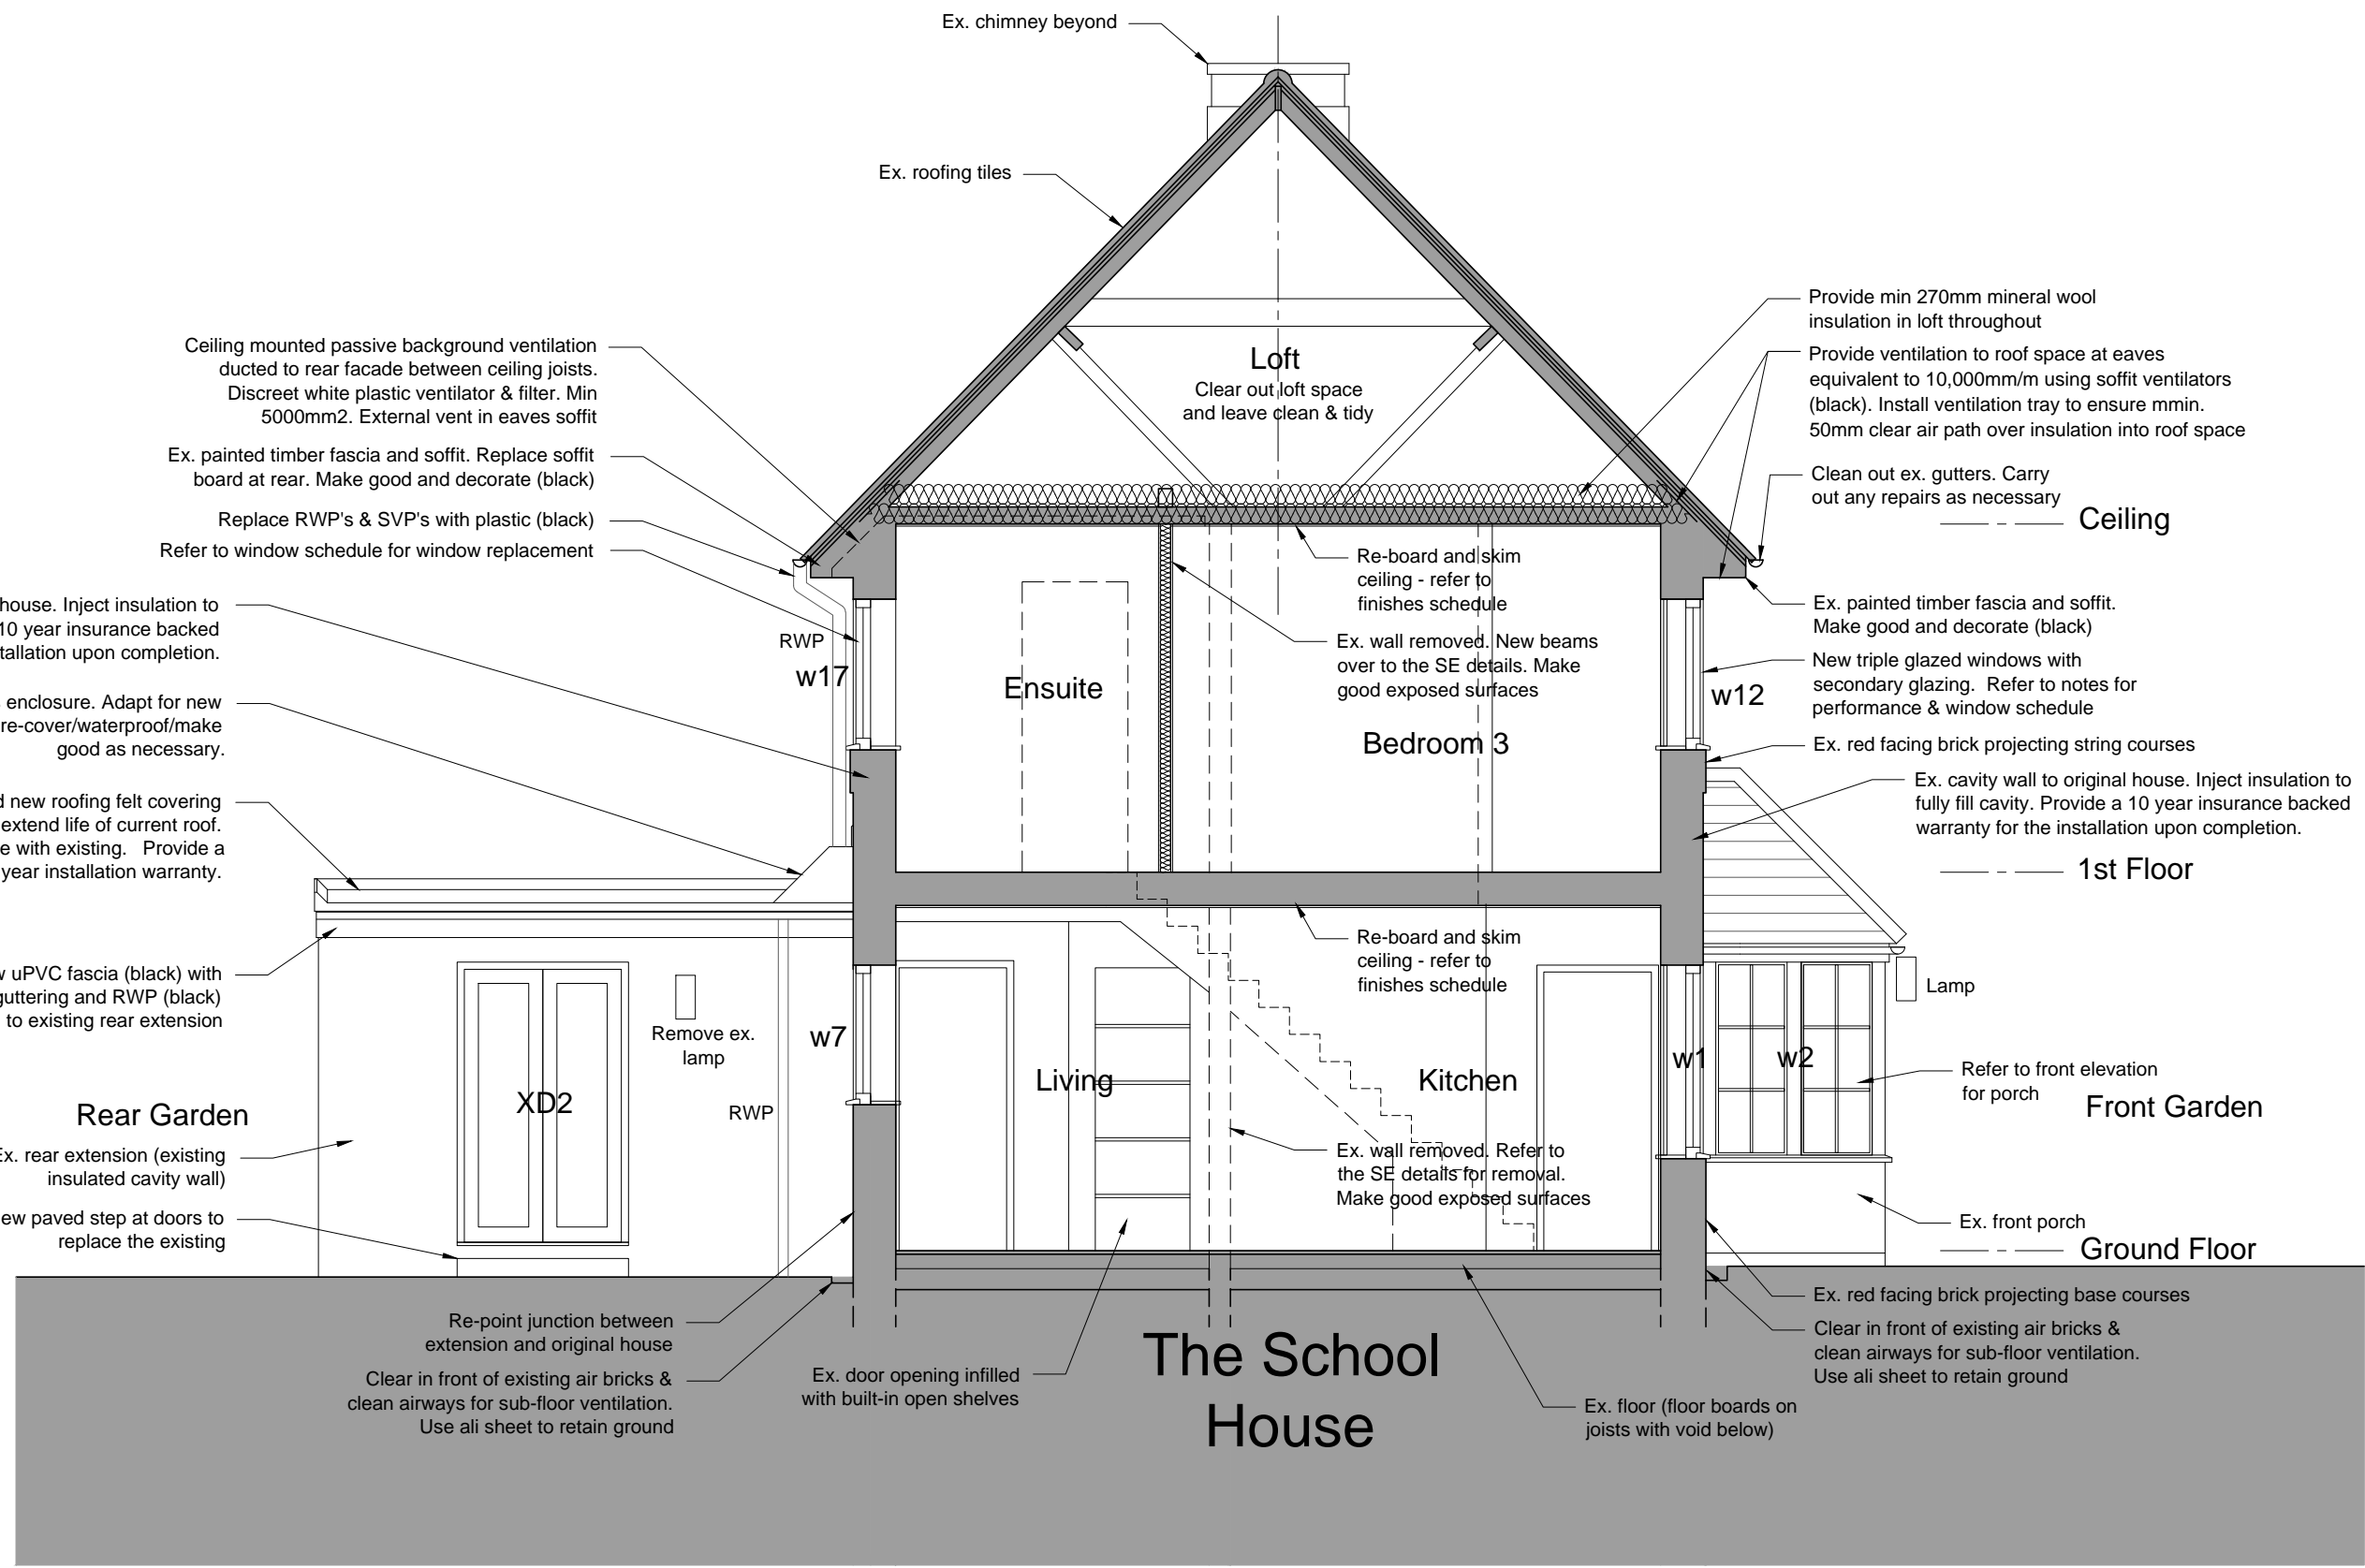 Ex. chimney beyond
Ex. roofing tiles
Ceiling mounted passive background ventilation
ducted to rear facade between ceiling joists.
Discreet white plastic ventilator & filter. Min
5000mm2. External vent in eaves soffit
Ex. painted timber fascia and soffit. Replace soffit
board at rear. Make good and decorate (black)
Replace RWP's & SVP's with plastic (black)
Refer to window schedule for window replacement
house. Inject insulation to
10 year insurance backed
upon completion.
enclosure. Adapt for new
re-cover/waterproof/make
good as necessary.
new roofing felt covering
extend life of current roof.
with existing. Provide a
year installation warranty.
uPVC fascia (black) with
guttering and RWP (black)
to existing rear extension
Rear Garden
Ex. rear extension (existing
insulated cavity wall)
paved step at doors to
replace the existing
XD2
Remove ex.
lamp
RWP
RWP
w17
w7
Loft
Clear out loft space
and leave clean & tidy
Ensuite
Bedroom 3
Re-board and skim
ceiling - refer to
finishes schedule
Ex. wall removed. New beams
over to the SE details. Make
good exposed surfaces
Re-board and skim
ceiling - refer to
finishes schedule
Living
Kitchen
Ex. wall removed. Refer to
the SE details for removal.
Make good exposed surfaces
Provide min 270mm mineral wool
insulation in loft throughout
Provide ventilation to roof space at eaves
equivalent to 10,000mm/m using soffit ventilators
(black). Install ventilation tray to ensure mmin.
50mm clear air path over insulation into roof space
Clean out ex. gutters. Carry
out any repairs as necessary
Ceiling
Ex. painted timber fascia and soffit.
Make good and decorate (black)
New triple glazed windows with
secondary glazing. Refer to notes for
performance & window schedule
w12
Ex. red facing brick projecting string courses
Ex. cavity wall to original house. Inject insulation to
fully fill cavity. Provide a 10 year insurance backed
warranty for the installation upon completion.
1st Floor
Lamp
w1
w2
Refer to front elevation
for porch
Front Garden
Ex. front porch
Ground Floor
Ex. red facing brick projecting base courses
Clear in front of existing air bricks &
clean airways for sub-floor ventilation.
Use ali sheet to retain ground
Re-point junction between
extension and original house
Clear in front of existing air bricks &
clean airways for sub-floor ventilation.
Use ali sheet to retain ground
Ex. door opening infilled
with built-in open shelves
The School
House
Ex. floor (floor boards on
joists with void below)